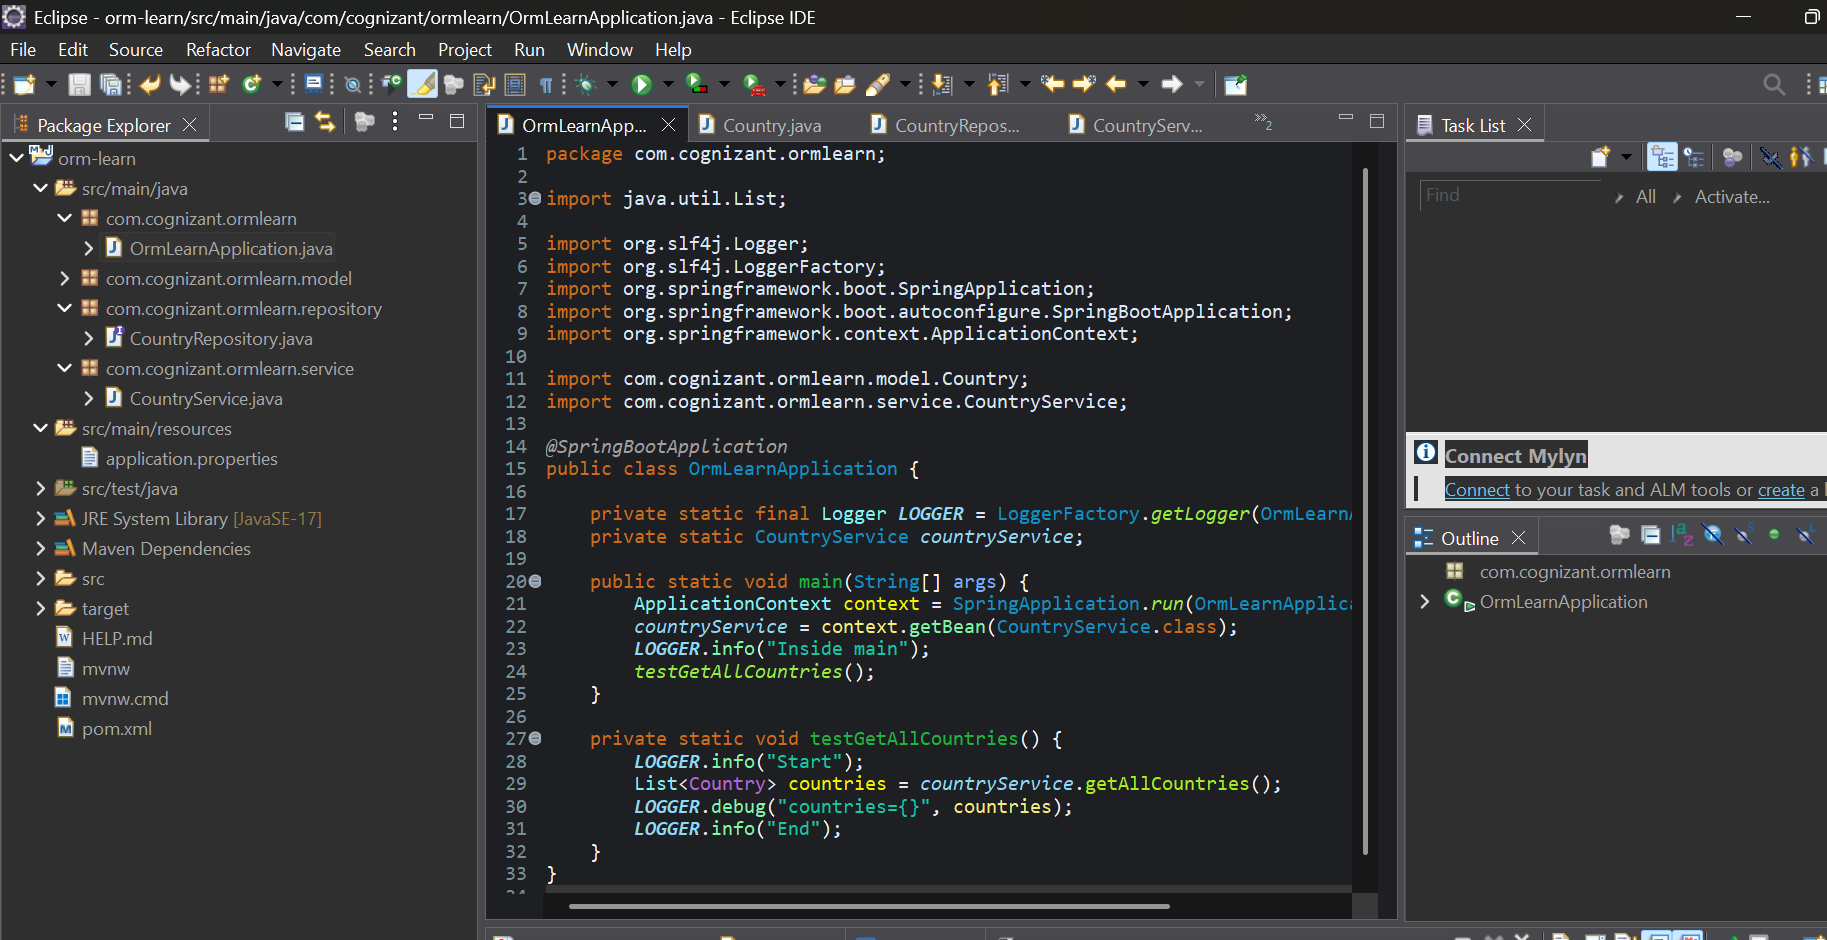 Eclipse - orm-learn/src/main/java/com/cognizant/ormlearn/OrmLearnApplication.java - Eclipse IDE
File Edit Source Refactor Navigate Search Project Run Window Help
Package Explorer
orm-learn
src/main/java
com.cognizant.ormlearn
OrmLearnApplication.java
com.cognizant.ormlearn.model
com.cognizant.ormlearn.repository
CountryRepository.java
com.cognizant.ormlearn.service
CountryService.java
src/main/resources
application.properties
src/test/java
JRE System Library [JavaSE-17]
Maven Dependencies
src
target
HELP.md
mvnw
mvnw.cmd
pom.xml
OrmLearnApp... Country.java CountryRepos... CountryServ... »2
1 package com.cognizant.ormlearn;
2
3 import java.util.List;
4
5 import org.slf4j.Logger;
6 import org.slf4j.LoggerFactory;
7 import org.springframework.boot.SpringApplication;
8 import org.springframework.boot.autoconfigure.SpringBootApplication;
9 import org.springframework.context.ApplicationContext;
10
11 import com.cognizant.ormlearn.model.Country;
12 import com.cognizant.ormlearn.service.CountryService;
13
14 @SpringBootApplication
15 public class OrmLearnApplication {
16
17 private static final Logger LOGGER = LoggerFactory.getLogger(OrmLearn
18 private static CountryService countryService;
19
20 public static void main(String[] args) {
21 ApplicationContext context = SpringApplication.run(OrmLearnApplic
22 countryService = context.getBean(CountryService.class);
23 LOGGER.info("Inside main");
24 testGetAllCountries();
25 }
26
27 private static void testGetAllCountries() {
28 LOGGER.info("Start");
29 List<Country> countries = countryService.getAllCountries();
30 LOGGER.debug("countries={}", countries);
31 LOGGER.info("End");
32 }
33 }
Task List
Find All Activate...
Connect Mylyn
Connect to your task and ALM tools or create a
Outline
com.cognizant.ormlearn
OrmLearnApplication